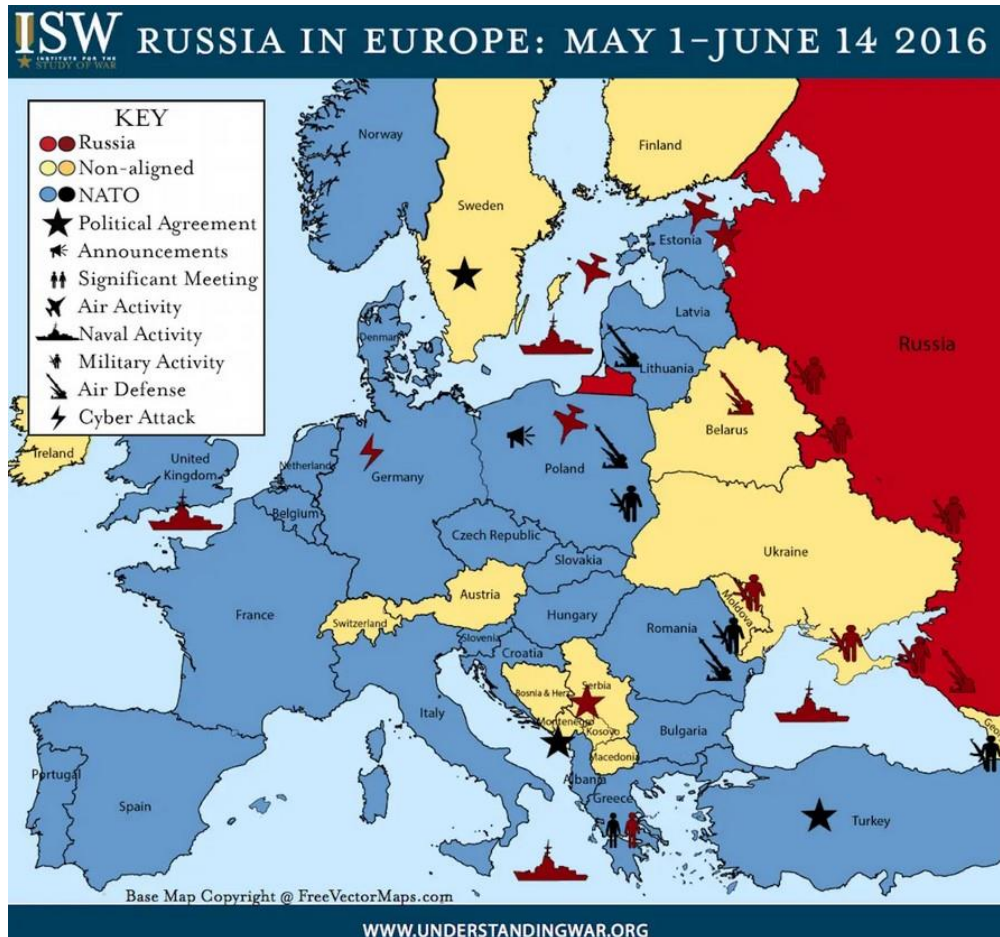 ISW RUSSIA IN EUROPE: MAY 1–JUNE 14 2016
INSTITUTE FOR THE
STUDY OF WAR
KEY
Russia
Non-aligned
NATO
Political Agreement
Announcements
Significant Meeting
Air Activity
Naval Activity
Military Activity
Air Defense
Cyber Attack
Norway
Finland
Sweden
Estonia
Latvia
Russia
Denmark
Lithuania
Belarus
Ireland
United
Kingdom
Netherlands
Germany
Poland
Belgium
Czech Republic
Ukraine
Slovakia
Austria
Moldova
France
Switzerland
Hungary
Romania
Slovenia
Croatia
Bosnia & Herz
Serbia
Italy
Montenegro
Kosovo
Bulgaria
Macedonia
Portugal
Albania
Spain
Greece
Turkey
Base Map Copyright @ FreeVectorMaps.com
WWW.UNDERSTANDINGWAR.ORG